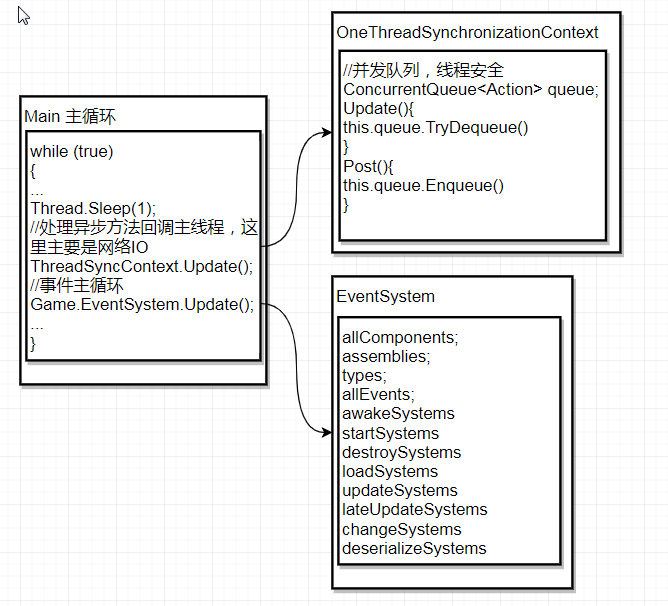 Main 主循环
while (true)
{
...
Thread.Sleep(1);
//处理异步方法回调主线程，这
里主要是网络IO
ThreadSyncContext.Update();
//事件主循环
Game.EventSystem.Update();
...
}
OneThreadSynchronizationContext
//并发队列，线程安全
ConcurrentQueue<Action> queue;
Update(){
this.queue.TryDequeue()
}
Post(){
this.queue.Enqueue()
}
EventSystem
allComponents;
assemblies;
types;
allEvents;
awakeSystems
startSystems
destroySystems
loadSystems
updateSystems
lateUpdateSystems
changeSystems
deserializeSystems